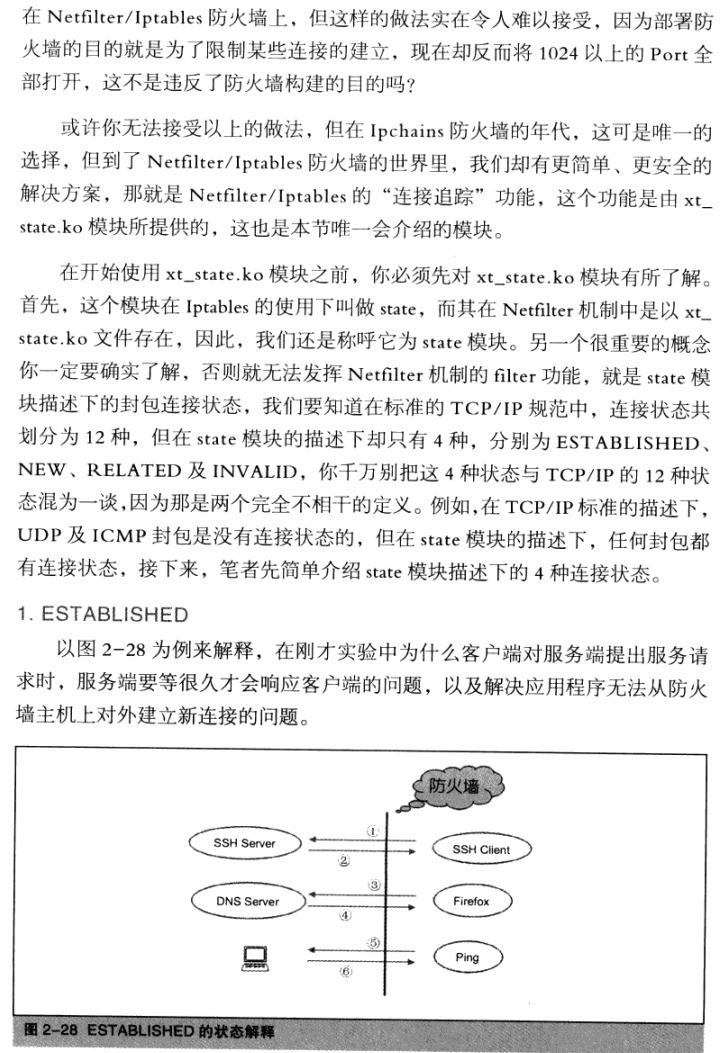 在 Netfilter/Iptables 防火墙上，但这样的做法实在令人难以接受，因为部署防
火墙的目的就是为了限制某些连接的建立，现在却反而将 1024 以上的 Port 全
部打开，这不是违反了防火墙构建的目的吗？
或许你无法接受以上的做法，但在 Ipchains 防火墙的年代，这可是唯一的
选择，但到了 Netfilter/Iptables 防火墙的世界里，我们却有更简单、更安全的
解决方案，那就是 Netfilter/Iptables 的“连接追踪”功能，这个功能是由 xt_
state.ko 模块所提供的，这也是本节唯一会介绍的模块。
在开始使用 xt_state.ko 模块之前，你必须先对 xt_state.ko 模块有所了解。
首先，这个模块在 Iptables 的使用下叫做 state，而其在 Netfilter 机制中是以 xt_
state.ko 文件存在，因此，我们还是称呼它为 state 模块。另一个很重要的概念
你一定要确实了解，否则就无法发挥 Netfilter 机制的 filter 功能，就是 state 模
块描述下的封包连接状态，我们要知道在标准的 TCP/IP 规范中，连接状态共
划分为 12 种，但在 state 模块的描述下却只有 4 种，分别为 ESTABLISHED、
NEW、RELATED 及 INVALID，你千万别把这 4 种状态与 TCP/IP 的 12 种状
态混为一谈，因为那是两个完全不相干的定义。例如，在 TCP/IP 标准的描述下，
UDP 及 ICMP 封包是没有连接状态的，但在 state 模块的描述下，任何封包都
有连接状态，接下来，笔者先简单介绍 state 模块描述下的 4 种连接状态。
1. ESTABLISHED
以图 2-28 为例来解释，在刚才实验中为什么客户端对服务端提出服务请
求时，服务端要等很久才会响应客户端的问题，以及解决应用程序无法从防火
墙主机上对外建立新连接的问题。
防火墙
SSH Server
①
②
SSH Client
DNS Server
③
④
Firefox
⑤
⑥
Ping
图 2-28 ESTABLISHED 的状态解释